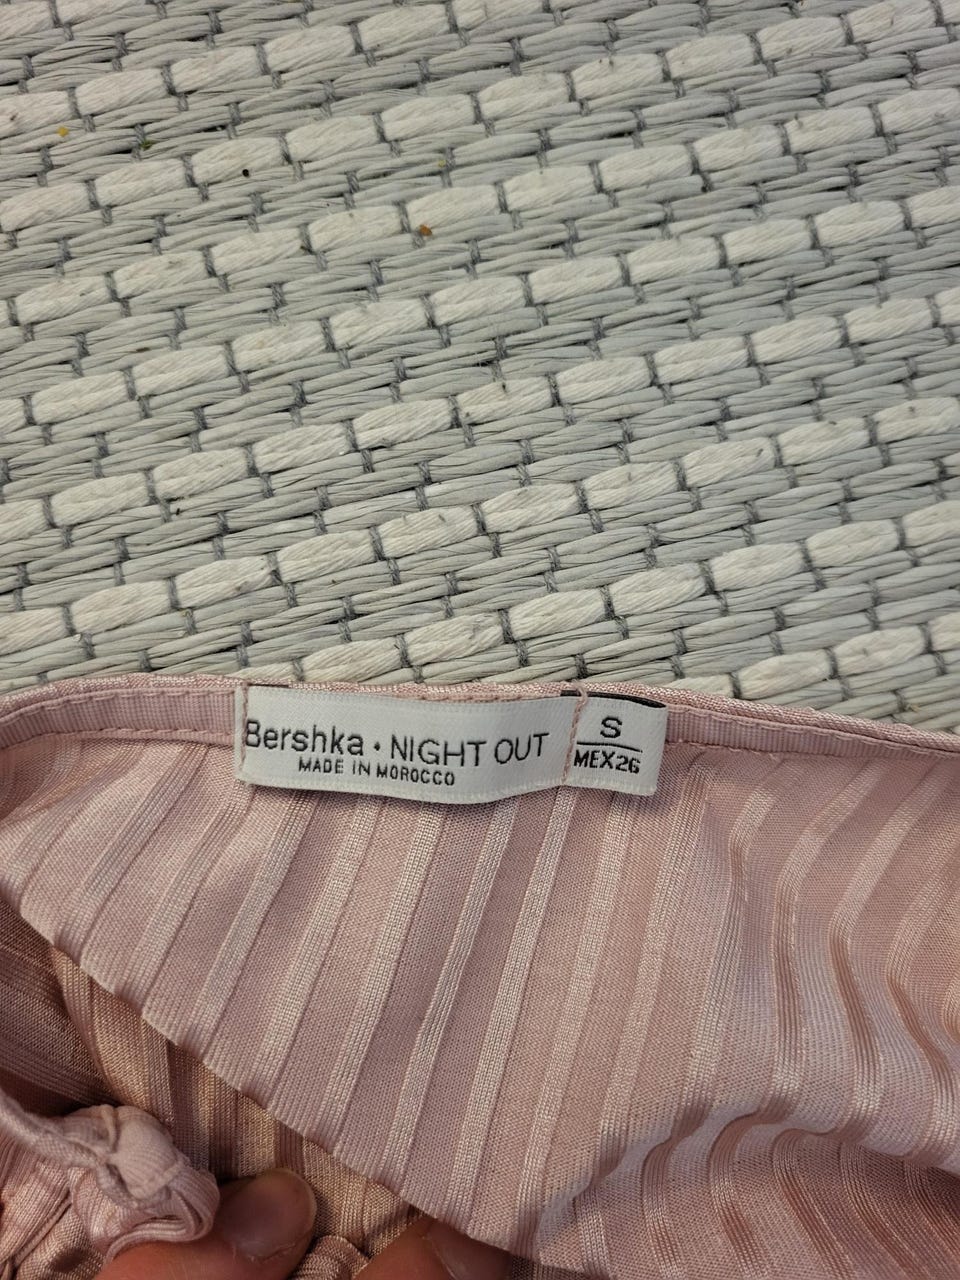 Bershka • NIGHT OUT
MADE IN MOROCCO
S
MEX26